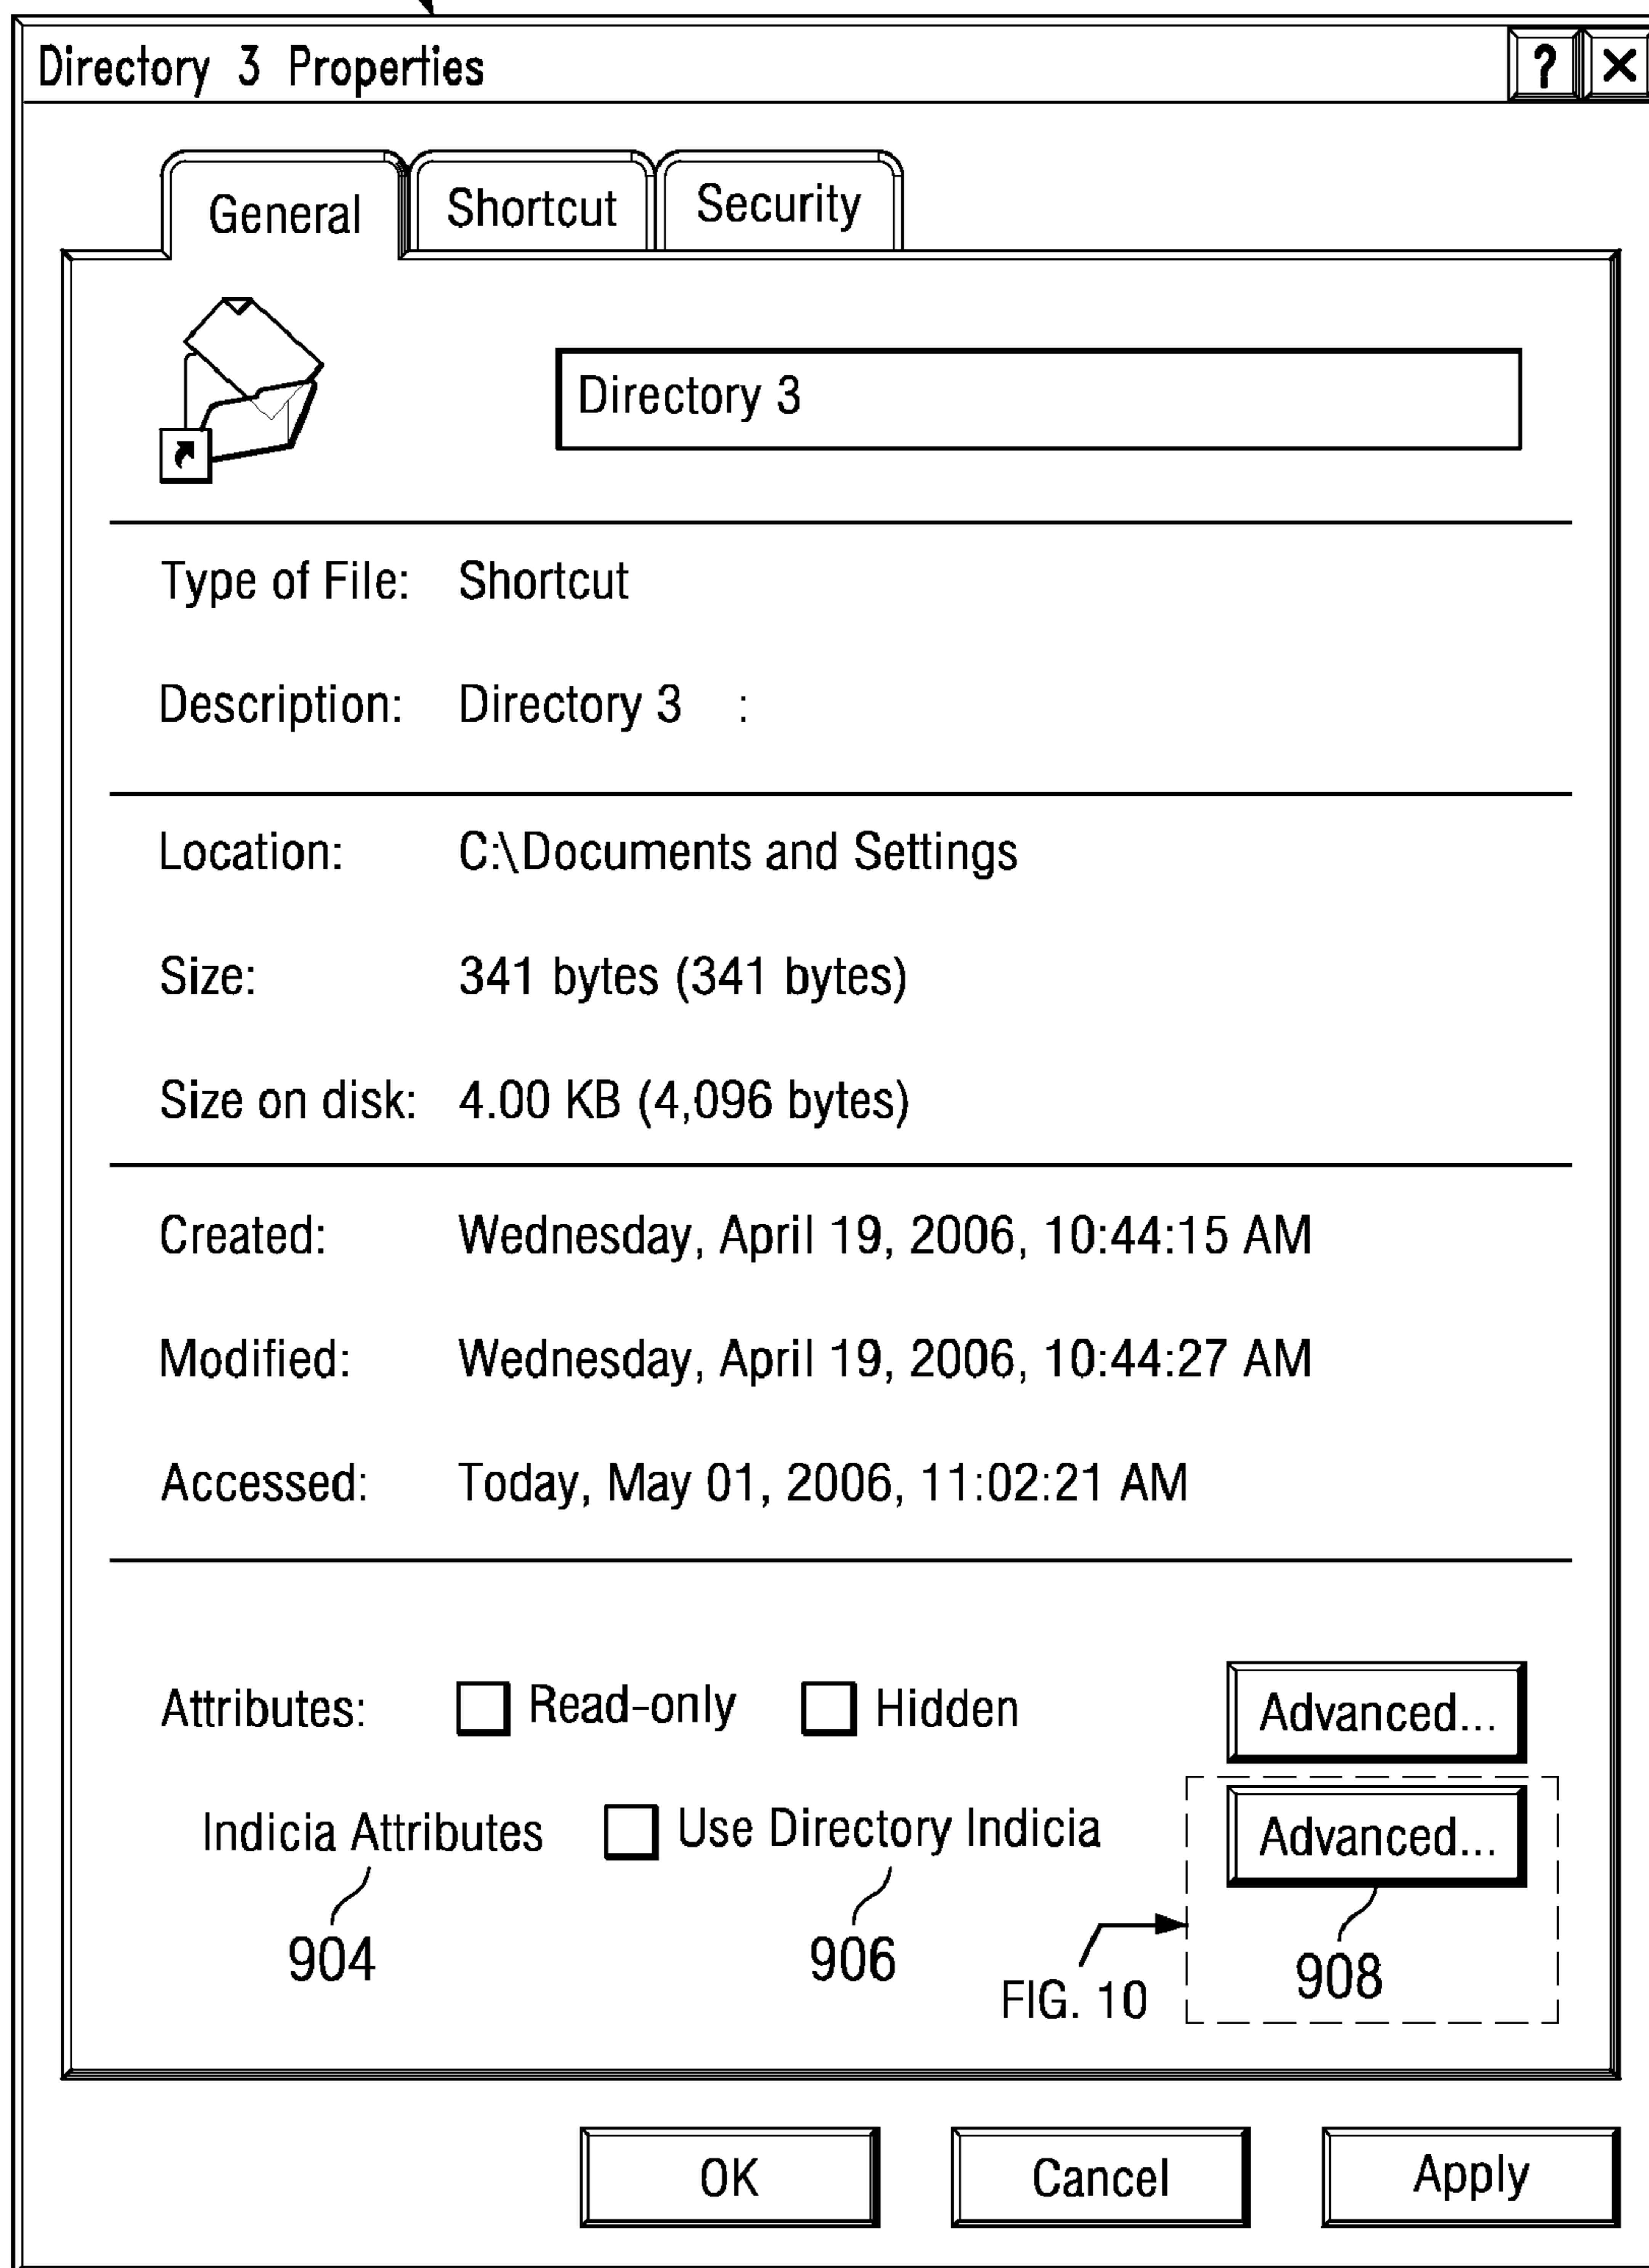 Directory 3 Properties ? ×
General Shortcut Security
Directory 3
Type of File: Shortcut
Description: Directory 3 :
Location: C:\Documents and Settings
Size: 341 bytes (341 bytes)
Size on disk: 4.00 KB (4,096 bytes)
Created: Wednesday, April 19, 2006, 10:44:15 AM
Modified: Wednesday, April 19, 2006, 10:44:27 AM
Accessed: Today, May 01, 2006, 11:02:21 AM
Attributes: Read-only Hidden Advanced...
Indicia Attributes Use Directory Indicia Advanced...
904 906 FIG. 10 908
OK Cancel Apply